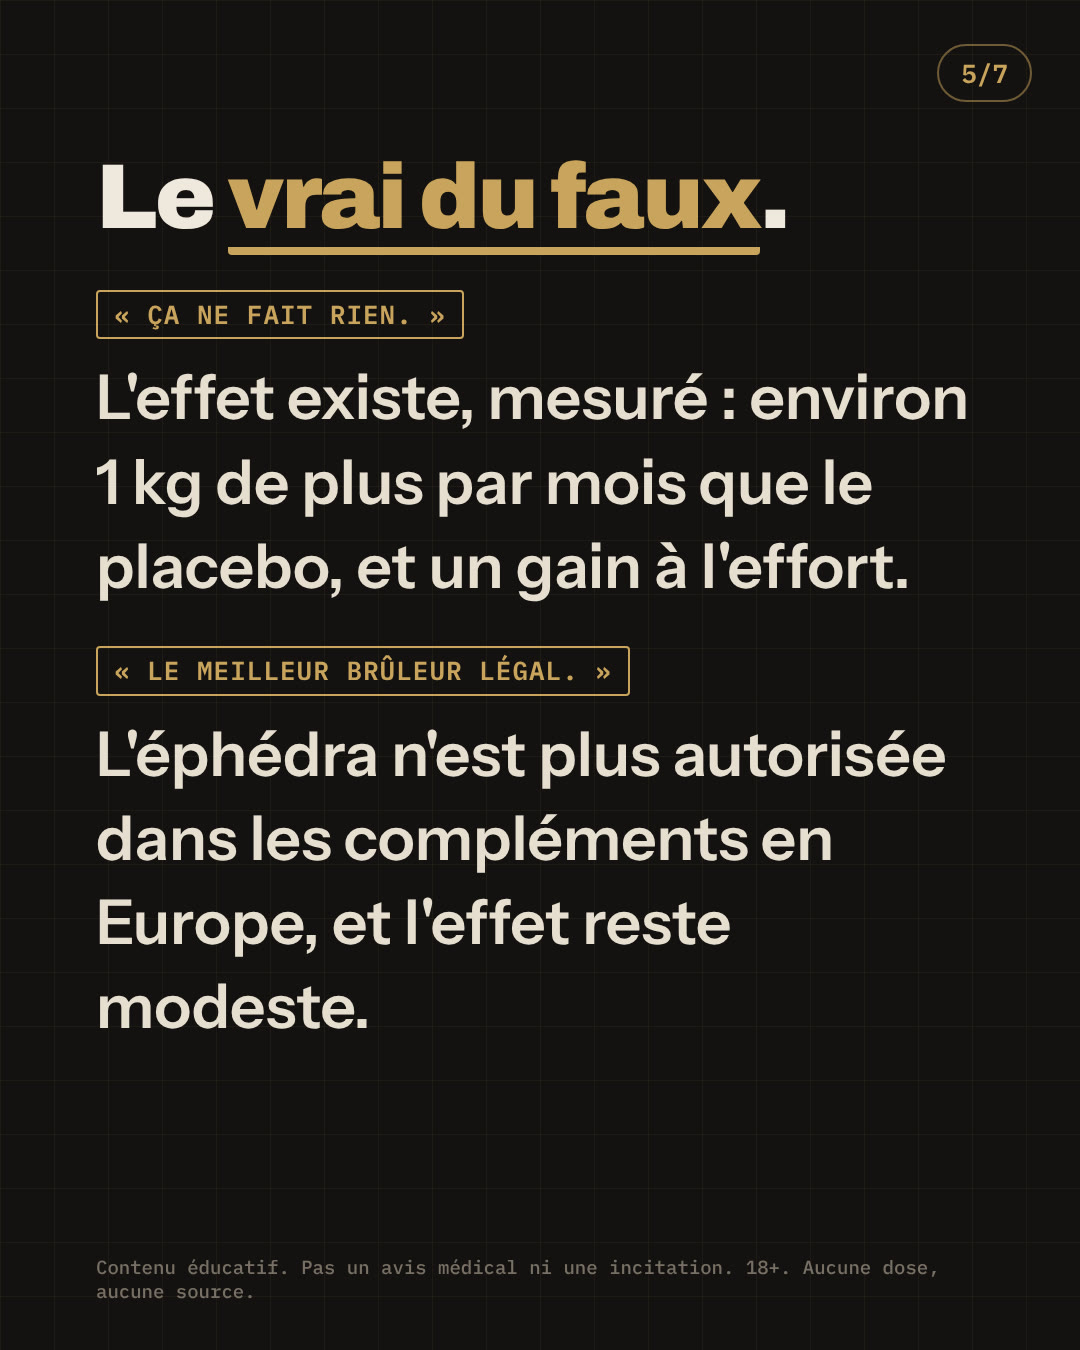 5/7
Le vrai du faux.
« ÇA NE FAIT RIEN. »
L'effet existe, mesuré : environ
1 kg de plus par mois que le
placebo, et un gain à l'effort.
« LE MEILLEUR BRÛLEUR LÉGAL. »
L'éphédra n'est plus autorisée
dans les compléments en
Europe, et l'effet reste
modeste.
Contenu éducatif. Pas un avis médical ni une incitation. 18+. Aucune dose,
aucune source.